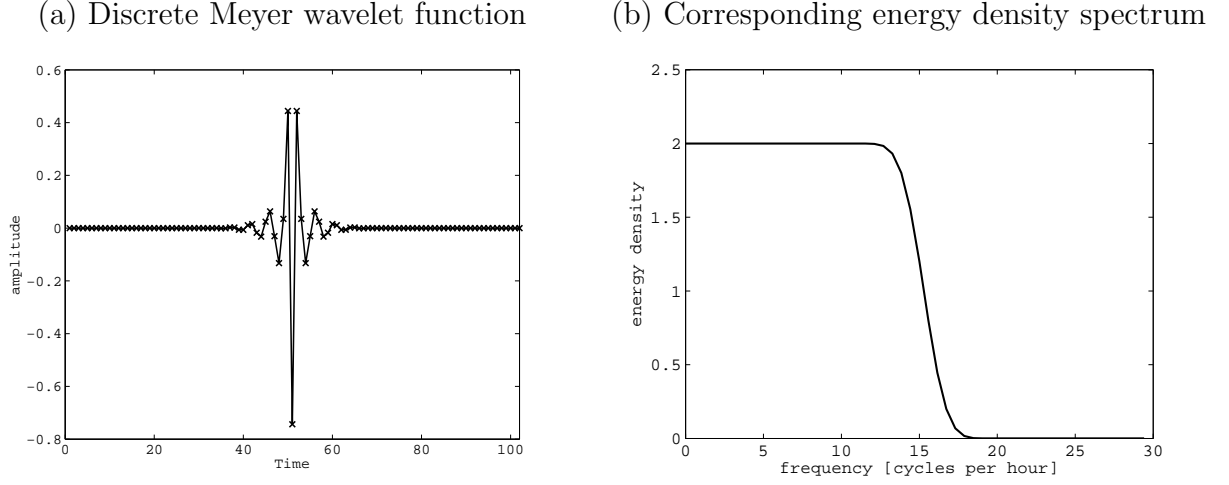 (a) Discrete Meyer wavelet function
0.6
0.4
0.2
0
-0.2
-0.4
-0.6
-0.8
amplitude
0 20 40 60 80 100
Time
(b) Corresponding energy density spectrum
2.5
2
1.5
1
0.5
0
energy density
0 5 10 15 20 25 30
frequency [cycles per hour]